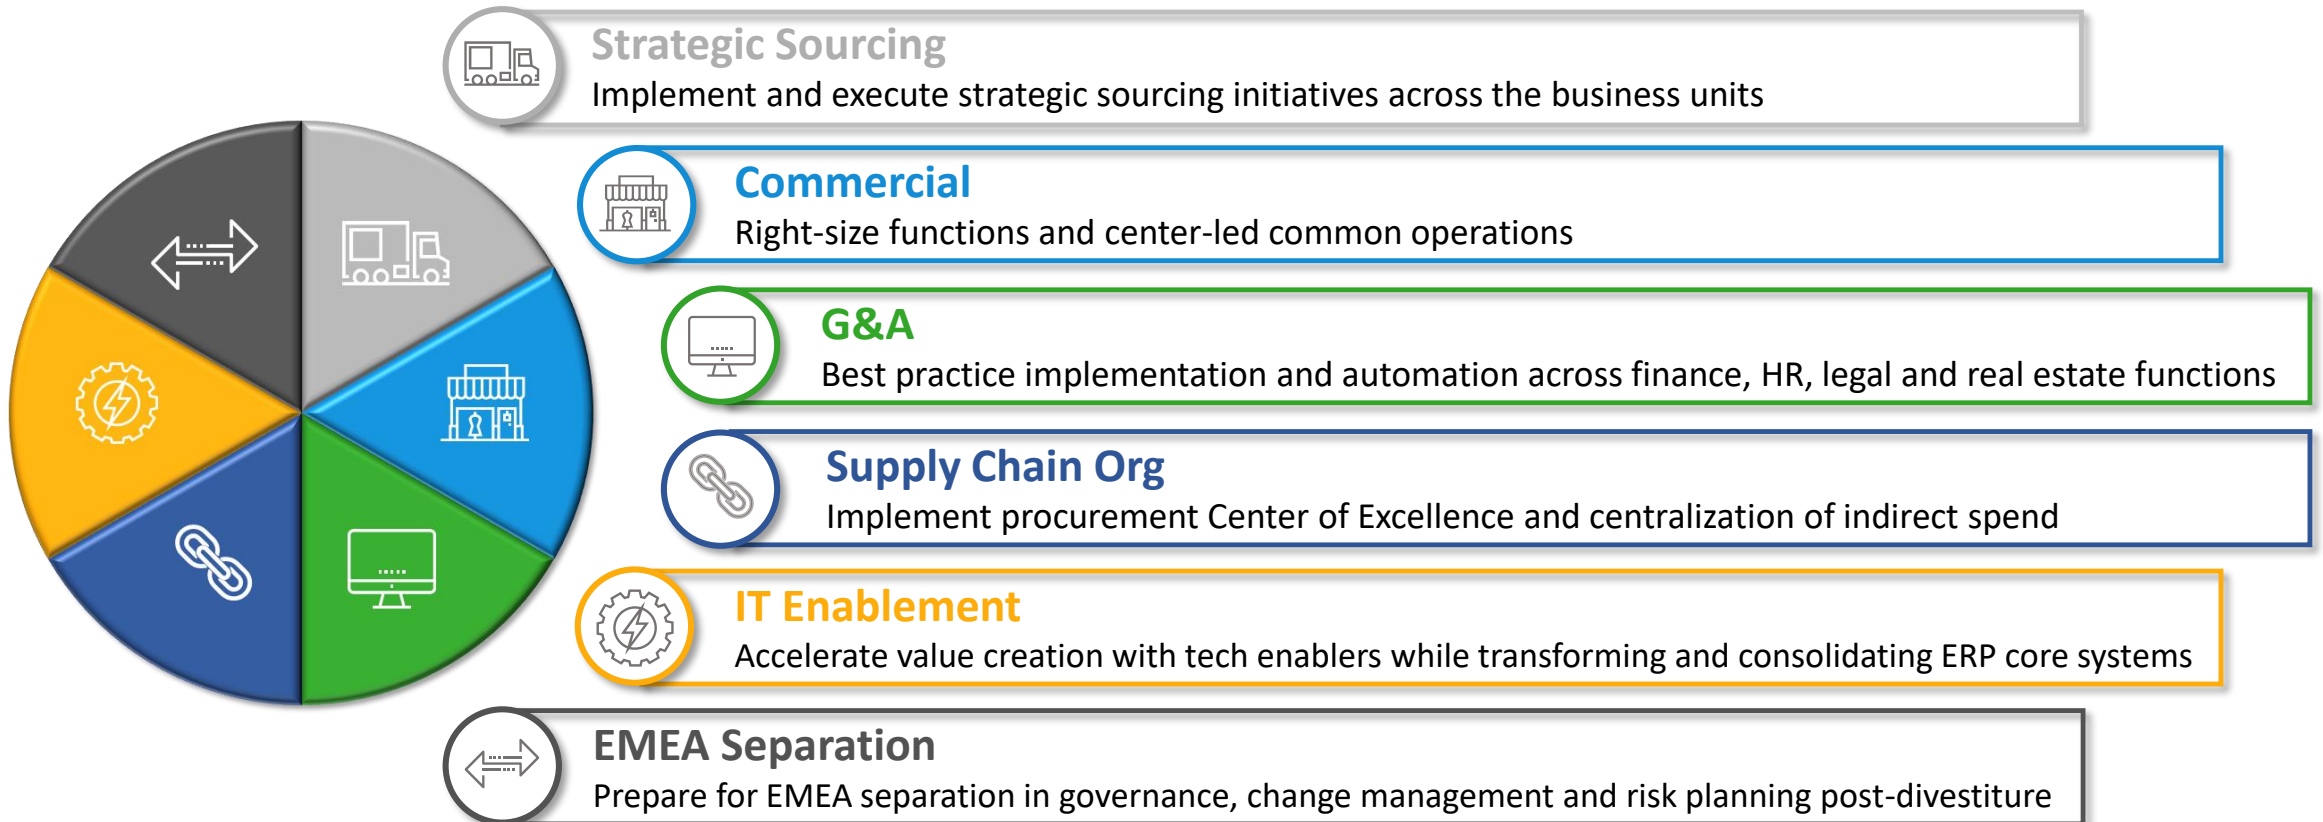 Strategic Sourcing
Implement and execute strategic sourcing initiatives across the business units
Commercial
Right-size functions and center-led common operations
G&A
Best practice implementation and automation across finance, HR, legal and real estate functions
Supply Chain Org
Implement procurement Center of Excellence and centralization of indirect spend
IT Enablement
Accelerate value creation with tech enablers while transforming and consolidating ERP core systems
EMEA Separation
Prepare for EMEA separation in governance, change management and risk planning post-divestiture